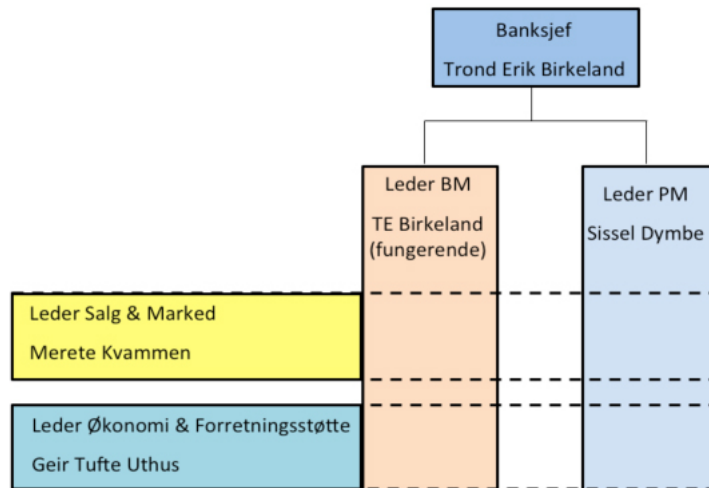 Banksjef
Trond Erik Birkeland
Leder BM
TE Birkeland
(fungerende)
Leder PM
Sissel Dymbe
Leder Salg & Marked
Merete Kvammen
Leder Økonomi & Forretningsstøtte
Geir Tufte Uthus